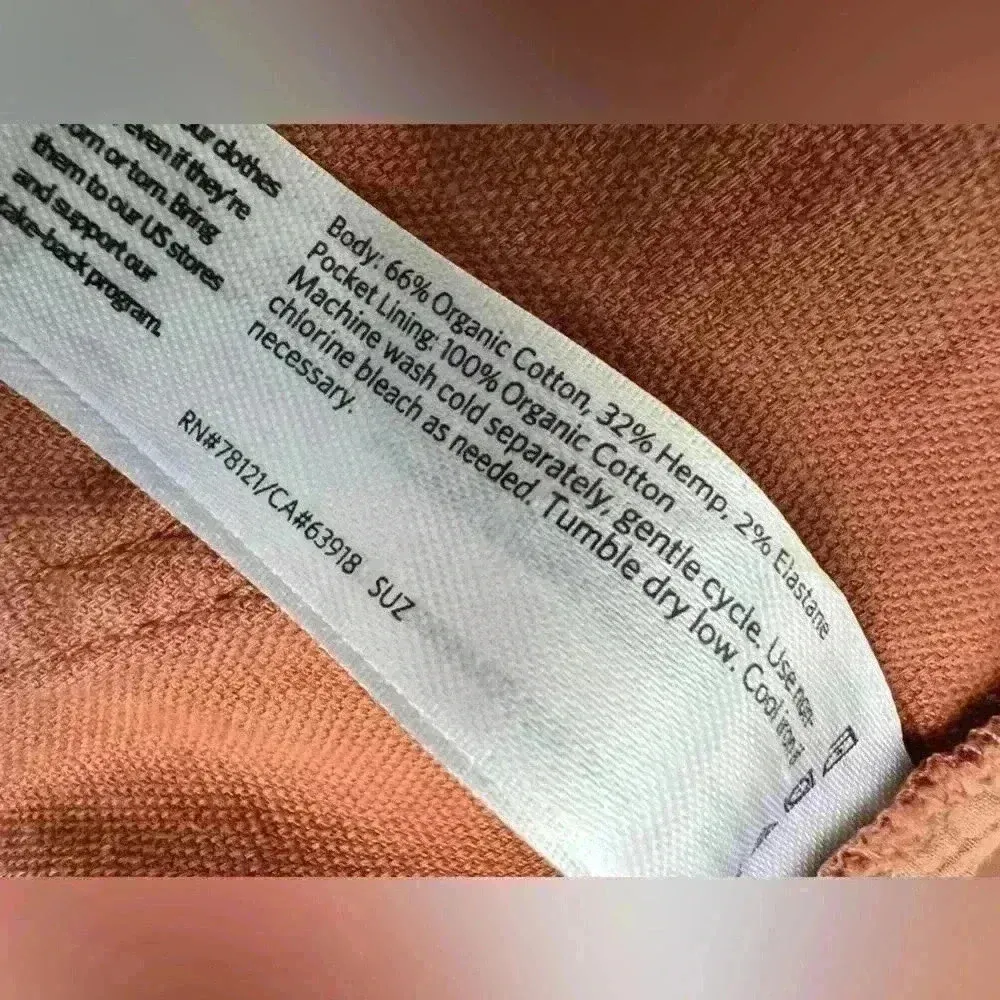 our clothes
even if they're
or torn. Bring
them to our US stores
and support our
take-back program.
Body: 66% Organic Cotton, 32% Hemp, 2% Elastane
Pocket Lining: 100% Organic Cotton
Machine wash cold separately, gentle cycle. Use non-
chlorine bleach as needed. Tumble dry low. Cool iron if
necessary.
RN#78121/CA#63918 SUZ